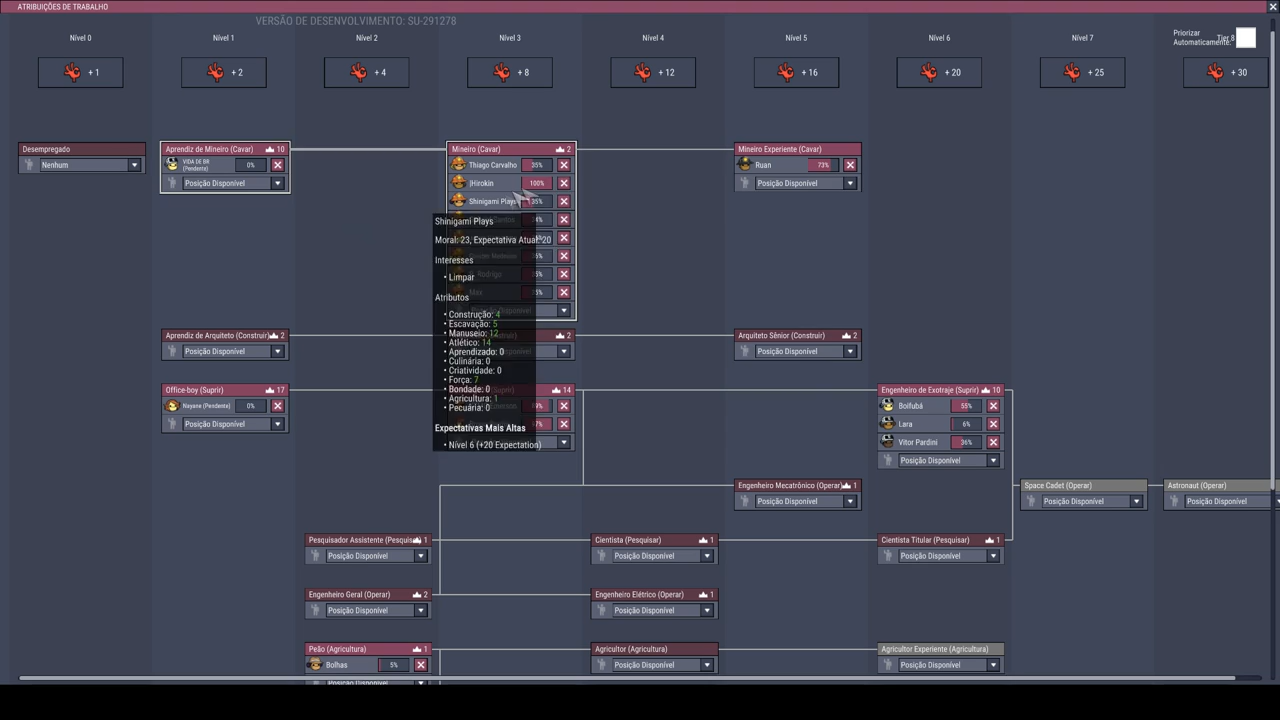 ATRIBUIÇÕES DE TRABALHO
VERSÃO DE DESENVOLVIMENTO: SU-291278
Nível 0
Nível 1
Nível 2
Nível 3
Nível 4
Nível 5
Nível 6
Nível 7
Tier 8
Priorizar
Automaticamente:
+ 1
+ 2
+ 4
+ 8
+ 12
+ 16
+ 20
+ 25
+ 30
Desempregado
Nenhum
Aprendiz de Mineiro (Cavar) 10
VIDA DE BR
(Pendente)
0%
Posição Disponível
Mineiro (Cavar) 2
Thiago Carvalho 35%
|Hirokin 100%
Shinigami Plays 35%
Mineiro Experiente (Cavar)
Ruan 73%
Posição Disponível
Shinigami Plays
Moral: 23, Expectativa Atual: 20
Interesses
• Limpar
Rodrigo
Max
Atributos
• Construção: 4
• Escavação: 5
• Manuseio: 12
• Atlético: 14
• Aprendizado: 0
• Culinária: 0
• Criatividade: 0
• Força: 7
• Bondade: 0
• Agricultura: 1
• Pecuária: 0
Expectativas Mais Altas
• Nível 6 (+20 Expectation)
Aprendiz de Arquiteto (Construir) 2
Posição Disponível
2
Arquiteto Sênior (Construir) 2
Posição Disponível
Office-boy (Suprir) 17
Nayane (Pendente) 0%
Posição Disponível
14
Engenheiro de Exotraje (Suprir) 10
Boifubá 55%
Lara 6%
Vitor Pardini 36%
Posição Disponível
Engenheiro Mecatrônico (Operar) 1
Posição Disponível
Space Cadet (Operar)
Posição Disponível
Astronaut (Operar)
Posição Disponível
Pesquisador Assistente (Pesquisar) 1
Posição Disponível
Cientista (Pesquisar) 1
Posição Disponível
Cientista Titular (Pesquisar) 1
Posição Disponível
Engenheiro Geral (Operar) 2
Posição Disponível
Engenheiro Elétrico (Operar) 1
Posição Disponível
Peão (Agricultura) 1
Bolhas 5%
Posição Disponível
Agricultor (Agricultura)
Posição Disponível
Agricultor Experiente (Agricultura)
Posição Disponível